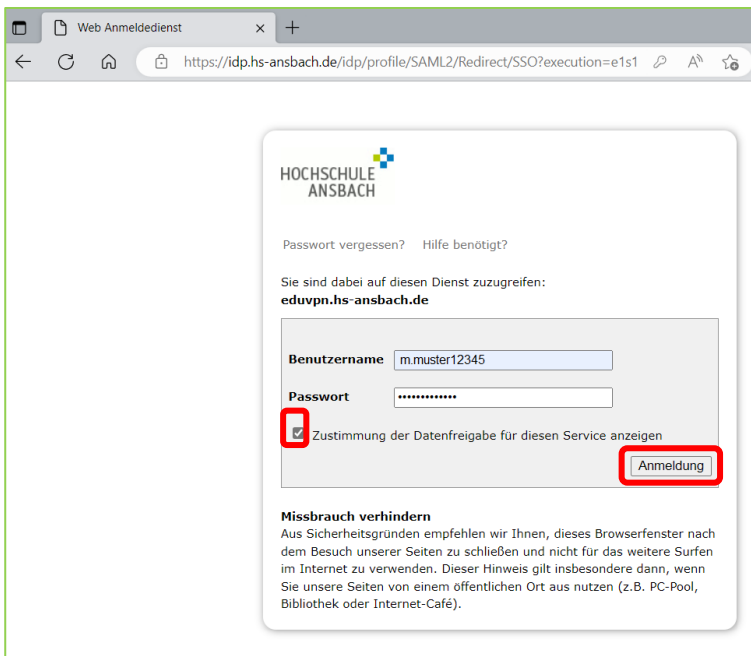 Web Anmeldedienst
https://idp.hs-ansbach.de/idp/profile/SAML2/Redirect/SSO?execution=e1s1
HOCHSCHULE
ANSBACH
Passwort vergessen? Hilfe benötigt?
Sie sind dabei auf diesen Dienst zuzugreifen:
eduvpn.hs-ansbach.de
Benutzername m.muster12345
Passwort •••••••••••••
Zustimmung der Datenfreigabe für diesen Service anzeigen
Anmeldung
Missbrauch verhindern
Aus Sicherheitsgründen empfehlen wir Ihnen, dieses Browserfenster nach
dem Besuch unserer Seiten zu schließen und nicht für das weitere Surfen
im Internet zu verwenden. Dieser Hinweis gilt insbesondere dann, wenn
Sie unsere Seiten von einem öffentlichen Ort aus nutzen (z.B. PC-Pool,
Bibliothek oder Internet-Café).